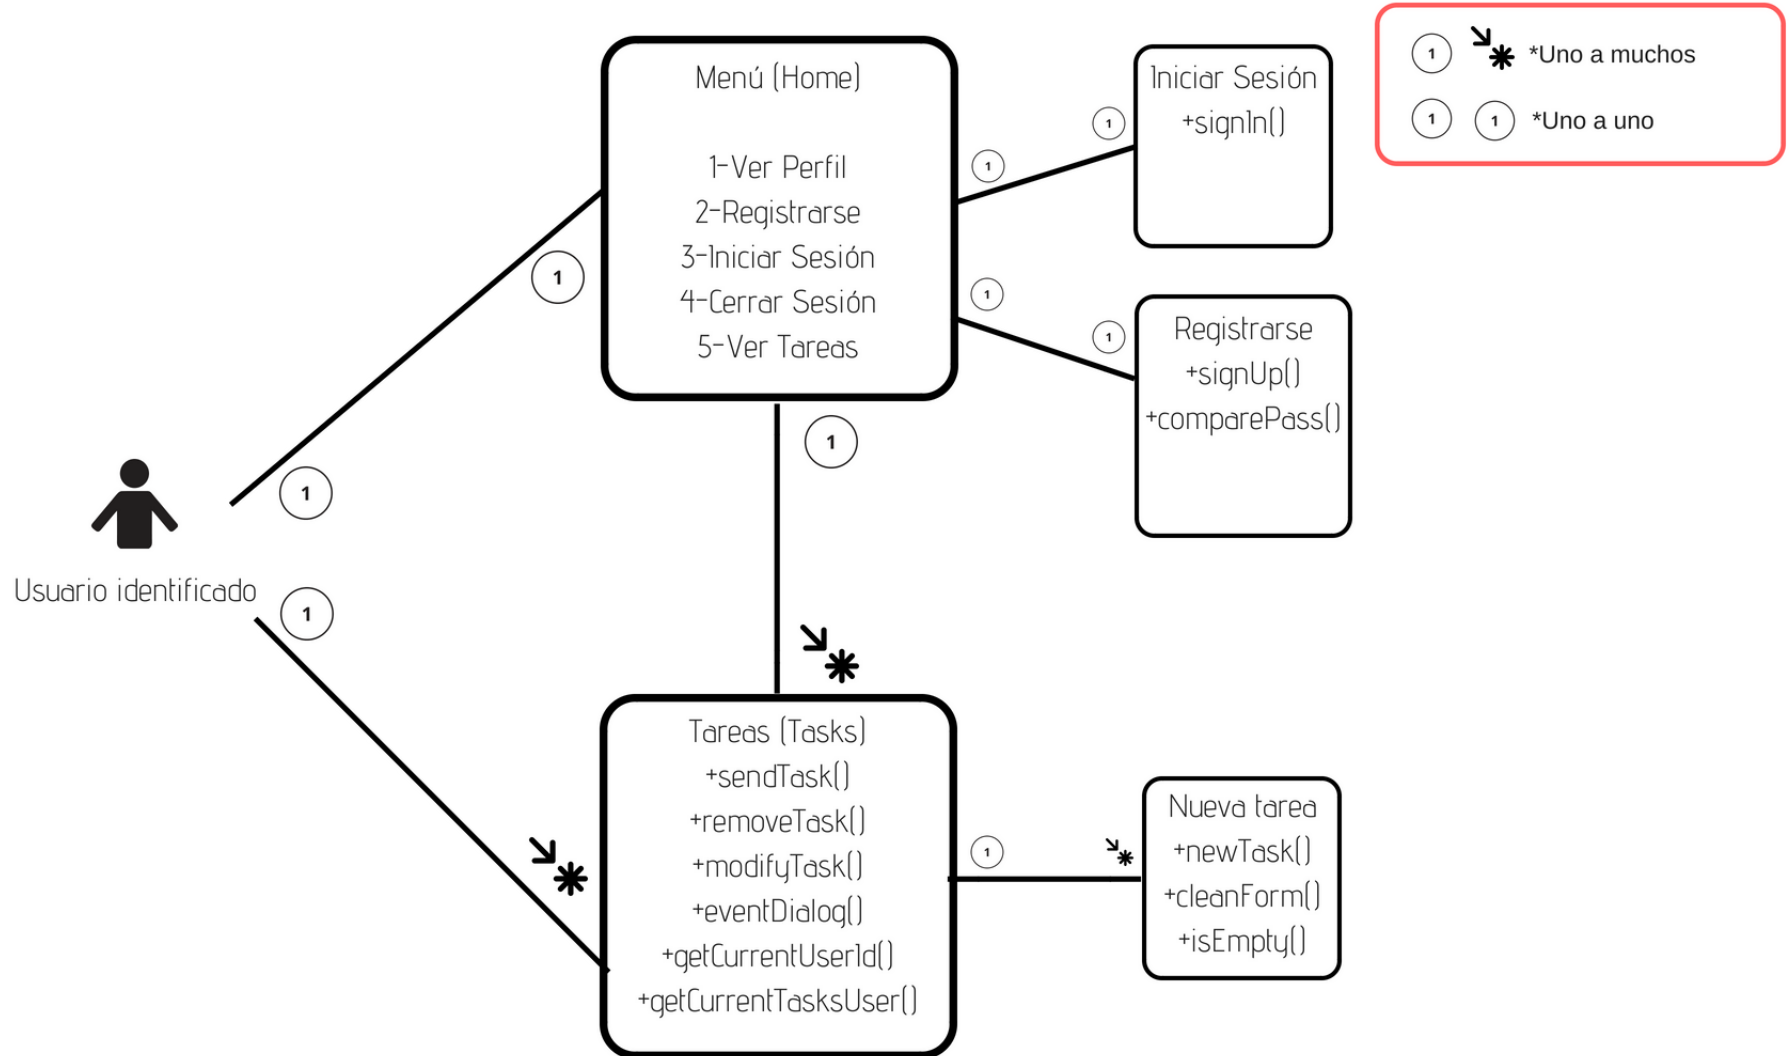 Menú (Home)
1-Ver Perfil
2-Registrarse
3-Iniciar Sesión
4-Cerrar Sesión
5-Ver Tareas
1
1
1
1
Iniciar Sesión
+signIn()
1
1
Registrarse
+signUp()
+comparePass()
1 *Uno a muchos
1 1 *Uno a uno
1
1
Usuario identificado
1
Tareas (Tasks)
+sendTask()
+removeTask()
+modifyTask()
+eventDialog()
+getCurrentUserId()
+getCurrentTasksUser()
1
Nueva tarea
+newTask()
+cleanForm()
+isEmpty()